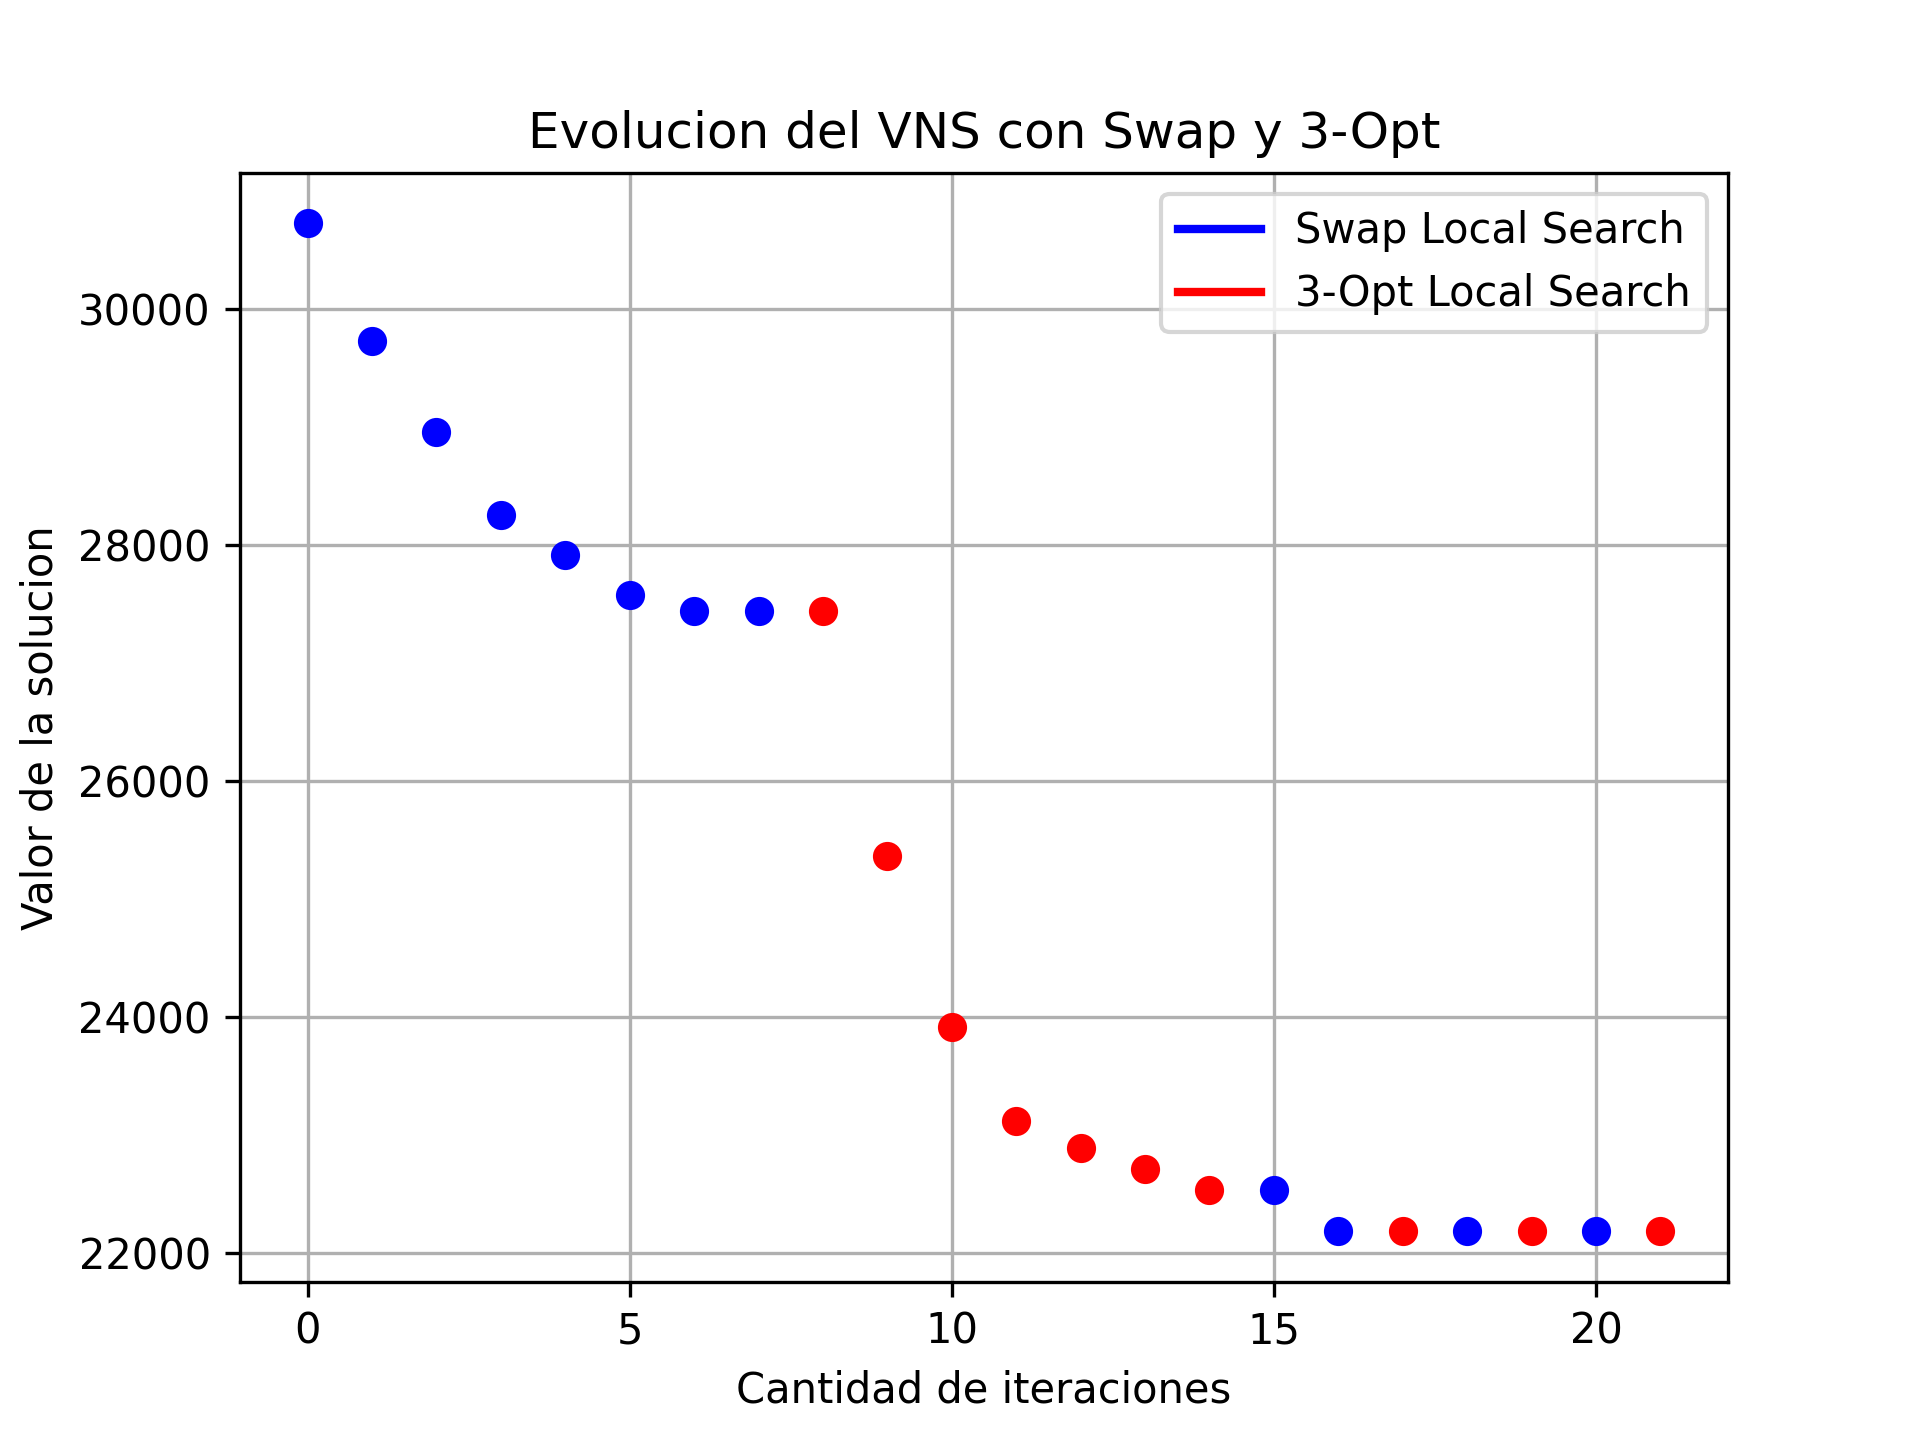 Evolucion del VNS con Swap y 3-Opt
Swap Local Search
3-Opt Local Search
Valor de la solucion
30000
28000
26000
24000
22000
0 5 10 15 20
Cantidad de iteraciones